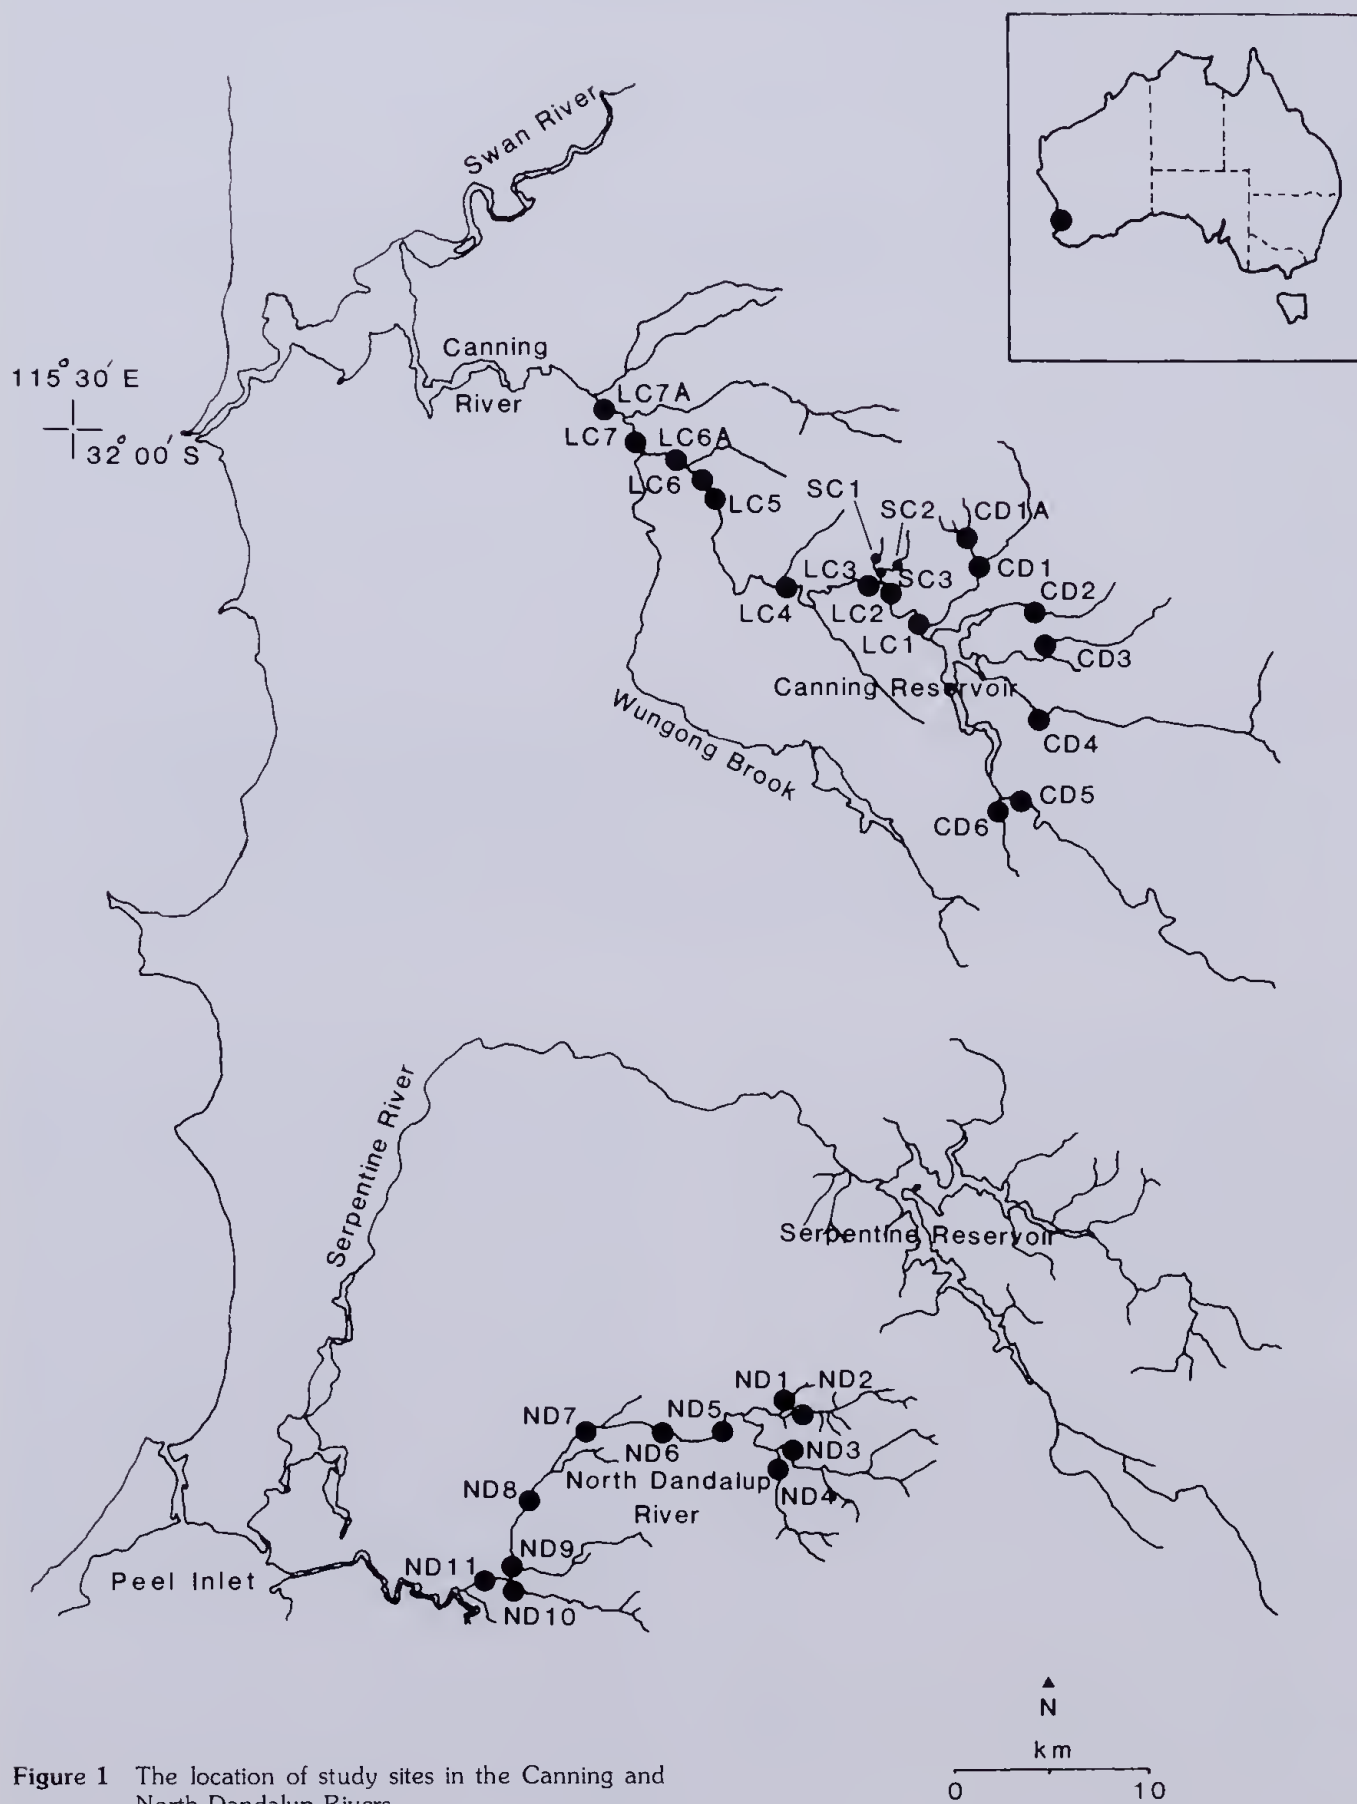 Swan River
Canning
River
115° 30' E
32° 00' S
LC7A
LC7
LC6A
LC6
LC5
SC1
SC2
CD1A
CD1
LC3
SC3
CD2
LC4
LC2
LC1
CD3
Canning Reservoir
CD4
Wungong Brook
CD5
CD6
Serpentine River
Serpentine Reservoir
ND1
ND2
ND7
ND5
ND6
ND3
North Dandalup
River
ND4
ND8
ND9
ND11
Peel Inlet
ND10
N
km
0 10
Figure 1 The location of study sites in the Canning and
North Dandalup Rivers